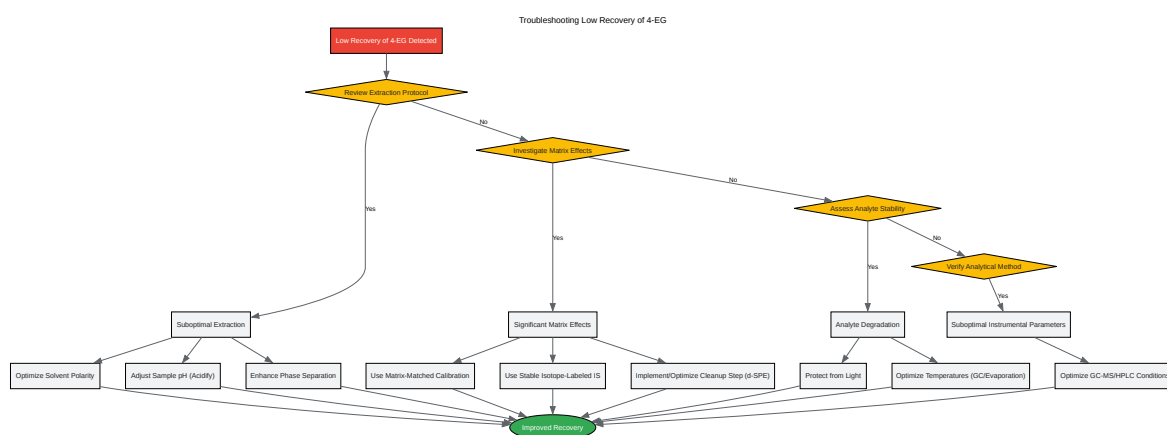 Troubleshooting Low Recovery of 4-EG
Low Recovery of 4-EG Detected
Review Extraction Protocol
No
Investigate Matrix Effects
No
Yes
Assess Analyte Stability
Yes
No
Verify Analytical Method
Yes
Yes
Suboptimal Extraction
Significant Matrix Effects
Analyte Degradation
Suboptimal Instrumental Parameters
Optimize Solvent Polarity
Adjust Sample pH (Acidify)
Enhance Phase Separation
Use Matrix-Matched Calibration
Use Stable Isotope-Labeled IS
Implement/Optimize Cleanup Step (d-SPE)
Protect from Light
Optimize Temperatures (GC/Evaporation)
Optimize GC-MS/HPLC Conditions
Improved Recovery